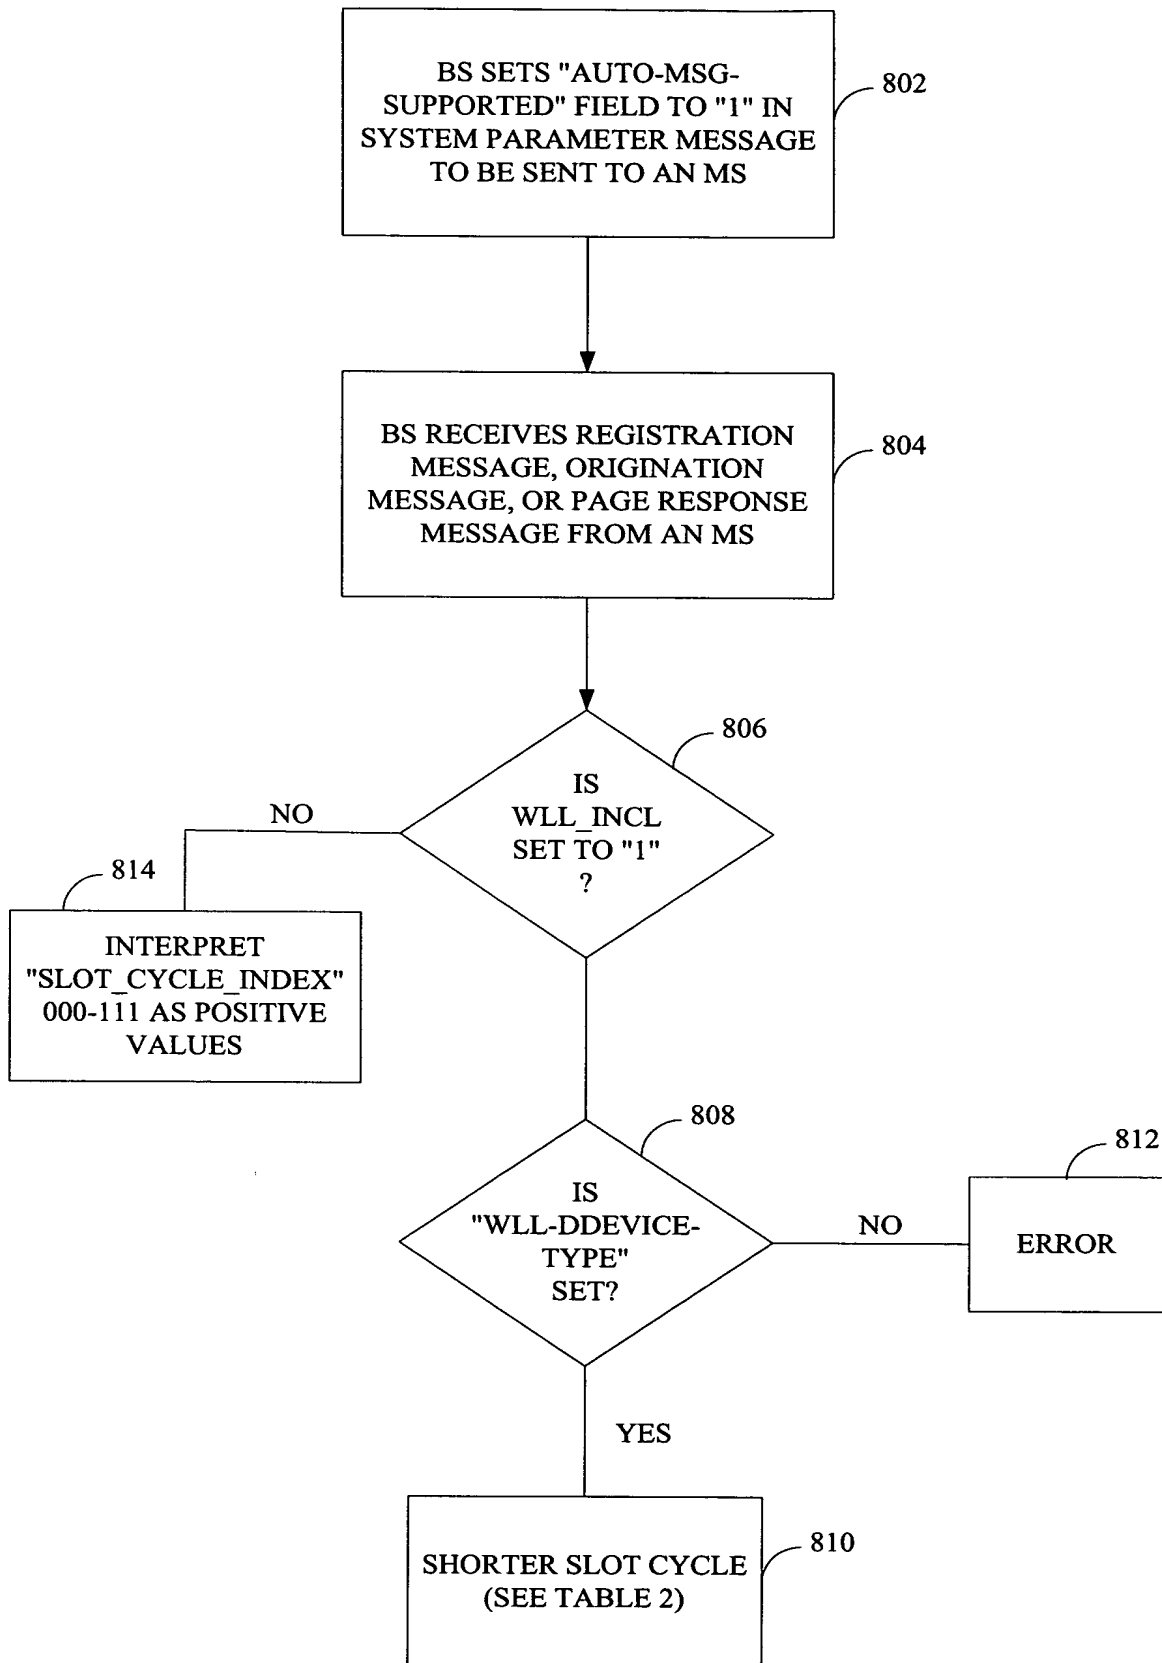 BS SETS "AUTO-MSG-
SUPPORTED" FIELD TO "1" IN
SYSTEM PARAMETER MESSAGE
TO BE SENT TO AN MS
802
BS RECEIVES REGISTRATION
MESSAGE, ORIGINATION
MESSAGE, OR PAGE RESPONSE
MESSAGE FROM AN MS
804
806
IS
WLL_INCL
SET TO "1"
?
NO
814
INTERPRET
"SLOT_CYCLE_INDEX"
000-111 AS POSITIVE
VALUES
808
IS
"WLL-DDEVICE-
TYPE"
SET?
NO
812
ERROR
YES
SHORTER SLOT CYCLE
(SEE TABLE 2)
810